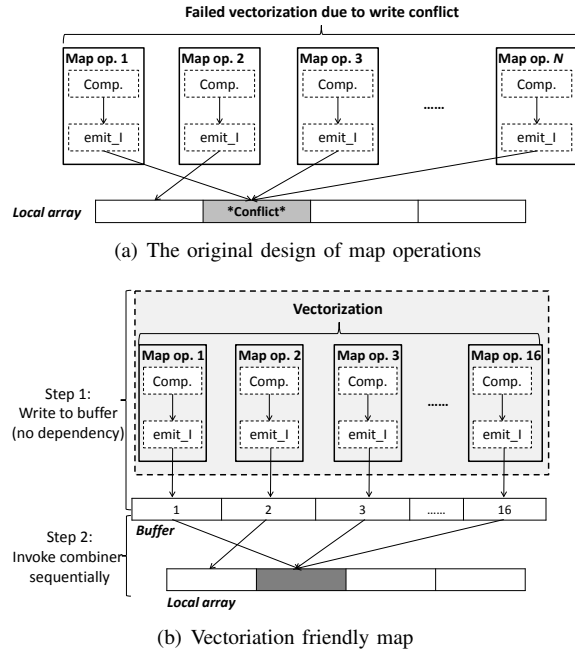 Failed vectorization due to write conflict
Map op. 1 Map op. 2 Map op. 3 Map op. N
Comp. Comp. Comp. Comp.
......
emit_I emit_I emit_I emit_I
Local array *Conflict*
(a) The original design of map operations
Vectorization
Map op. 1 Map op. 2 Map op. 3 Map op. 16
Comp. Comp. Comp. Comp.
......
emit_I emit_I emit_I emit_I
Step 1:
Write to buffer
(no dependency)
1 2 3 ...... 16
Buffer
Step 2:
Invoke combiner
sequentially
Local array
(b) Vectoriation friendly map